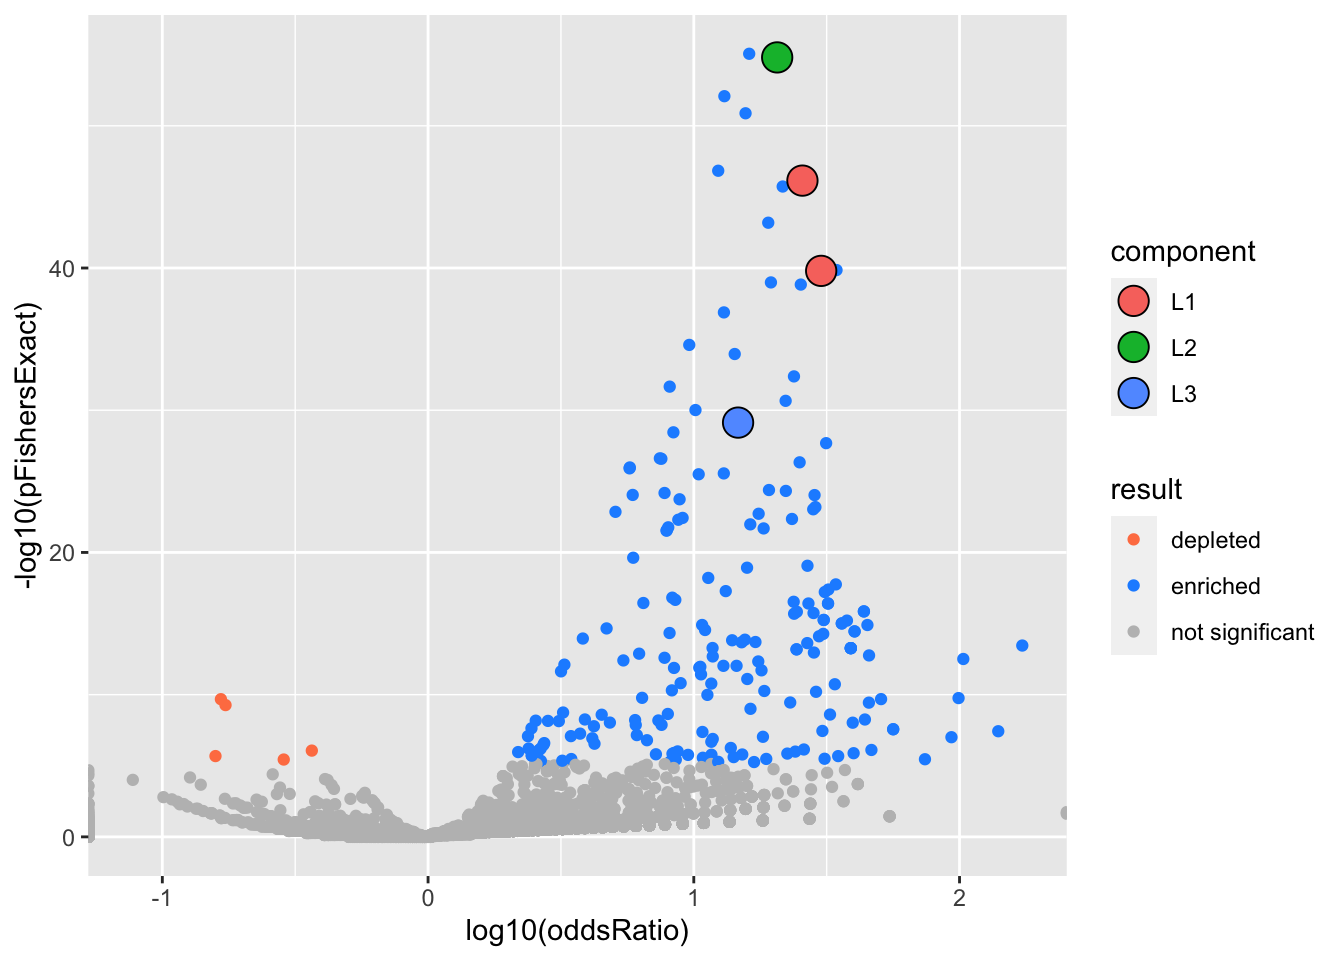 -log10(pFishersExact)
40
20
0
-1
0
1
2
log10(oddsRatio)
component
L1
L2
L3
result
depleted
enriched
not significant